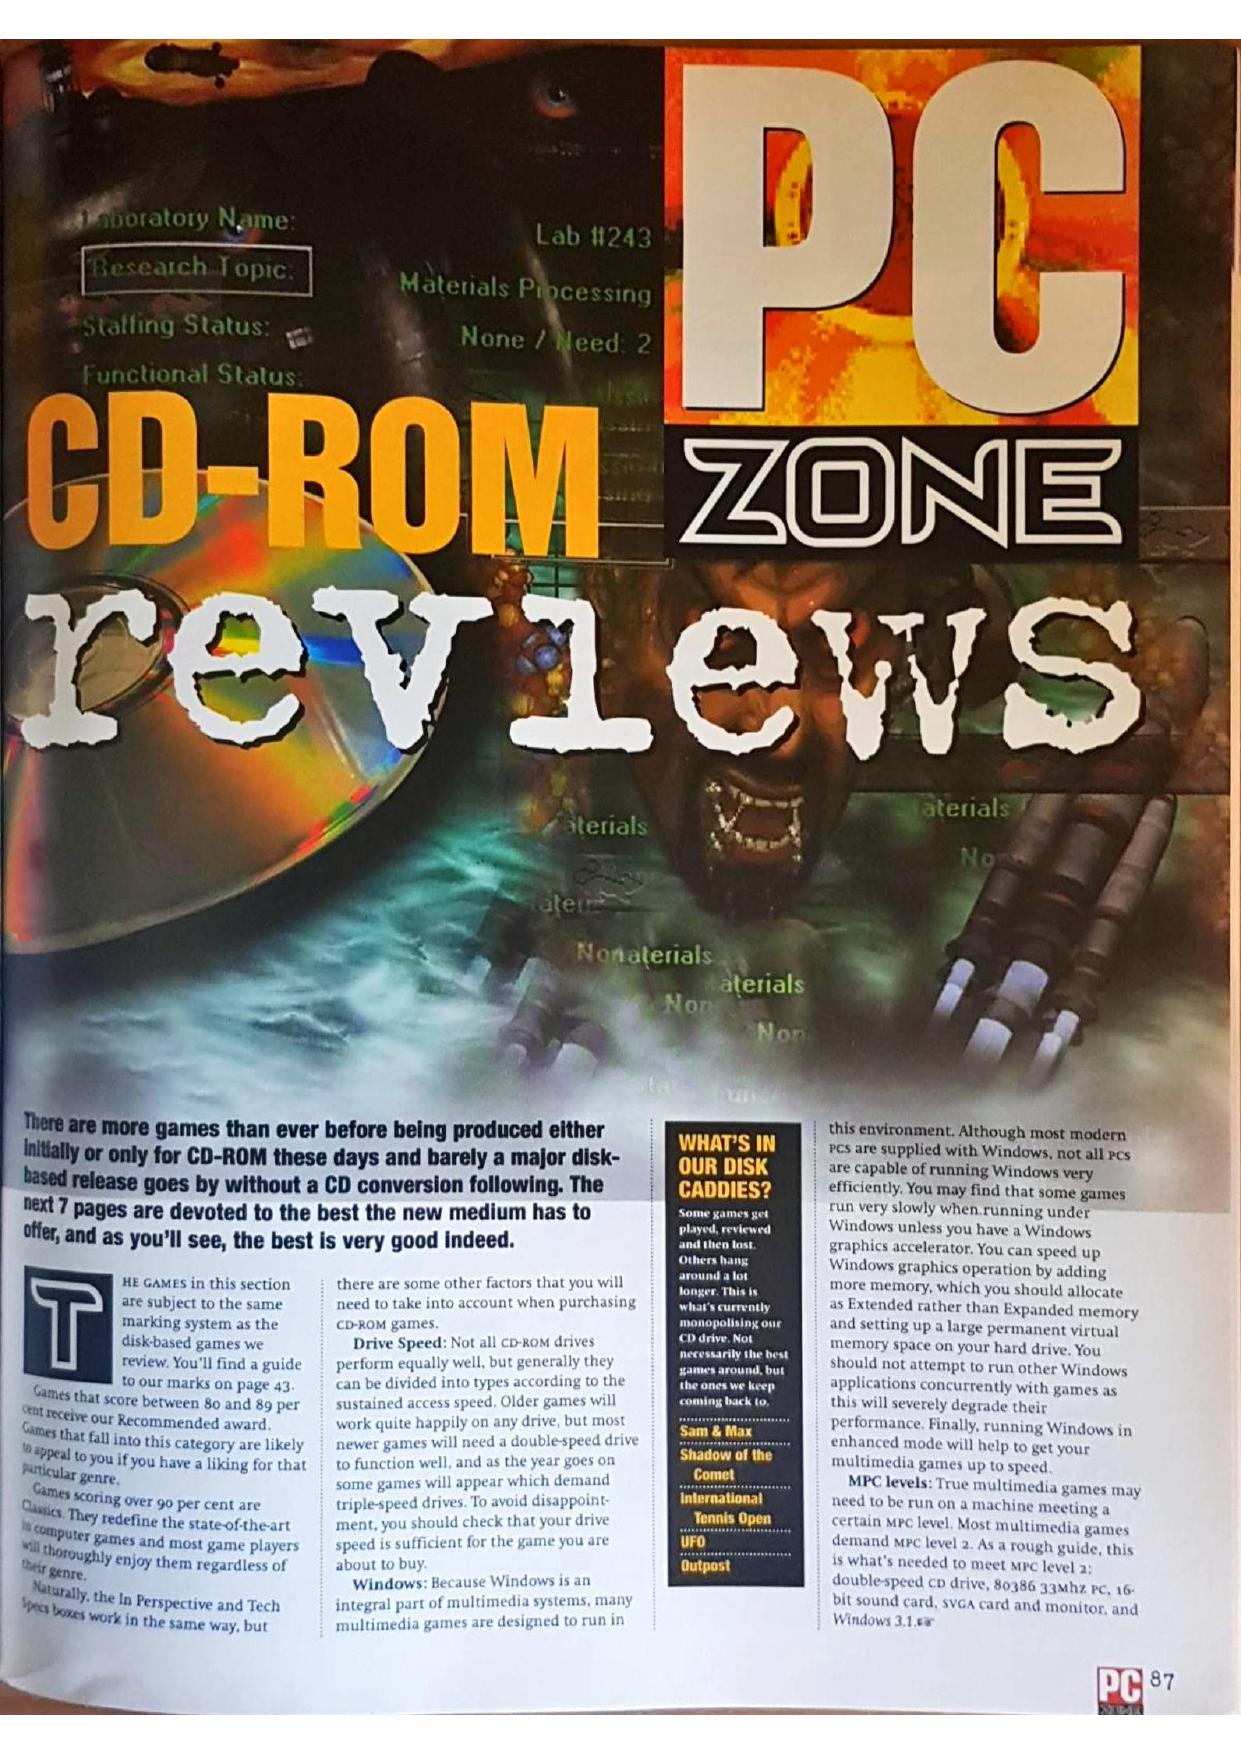 PC
ZONE
Laboratory Name:
Lab #243
Research Topic:
Materials Processing
Staffing Status:
None / Need: 2
Functional Status:
CD-ROM
reviews
aterials
aterials
No
ater
Nonaterials
aterials
Non
Non
There are more games than ever before being produced either
initially or only for CD-ROM these days and barely a major disk-
based release goes by without a CD conversion following. The
next 7 pages are devoted to the best the new medium has to
offer, and as you'll see, the best is very good indeed.
THE GAMES in this section
are subject to the same
marking system as the
disk-based games we
review. You'll find a guide
to our marks on page 43.
Games that score between 80 and 89 per
cent receive our Recommended award.
Games that fall into this category are likely
to appeal to you if you have a liking for that
particular genre.
Games scoring over 90 per cent are
Classics. They redefine the state-of-the-art
in computer games and most game players
will thoroughly enjoy them regardless of
their genre.
Naturally, the In Perspective and Tech
Specs boxes work in the same way, but
there are some other factors that you will
need to take into account when purchasing
CD-ROM games.
Drive Speed: Not all CD-ROM drives
perform equally well, but generally they
can be divided into types according to the
sustained access speed. Older games will
work quite happily on any drive, but most
newer games will need a double-speed drive
to function well, and as the year goes on
some games will appear which demand
triple-speed drives. To avoid disappoint-
ment, you should check that your drive
speed is sufficient for the game you are
about to buy.
Windows: Because Windows is an
integral part of multimedia systems, many
multimedia games are designed to run in
WHAT'S IN
OUR DISK
CADDIES?
Some games get
played, reviewed
and then lost.
Others hang
around a lot
longer. This is
what's currently
monopolising our
CD drive. Not
necessarily the best
games around, but
the ones we keep
coming back to.
Sam & Max
Shadow of the
Comet
International
Tennis Open
UFO
Outpost
this environment. Although most modern
PCs are supplied with Windows, not all PCs
are capable of running Windows very
efficiently. You may find that some games
run very slowly when running under
Windows unless you have a Windows
graphics accelerator. You can speed up
Windows graphics operation by adding
more memory, which you should allocate
as Extended rather than Expanded memory
and setting up a large permanent virtual
memory space on your hard drive. You
should not attempt to run other Windows
applications concurrently with games as
this will severely degrade their
performance. Finally, running Windows in
enhanced mode will help to get your
multimedia games up to speed.
MPC levels: True multimedia games may
need to be run on a machine meeting a
certain MPC level. Most multimedia games
demand MPC level 2. As a rough guide, this
is what's needed to meet MPC level 2:
double-speed CD drive, 80386 33Mhz PC, 16-
bit sound card, SVGA card and monitor, and
Windows 3.1.
PC
ZONE
87